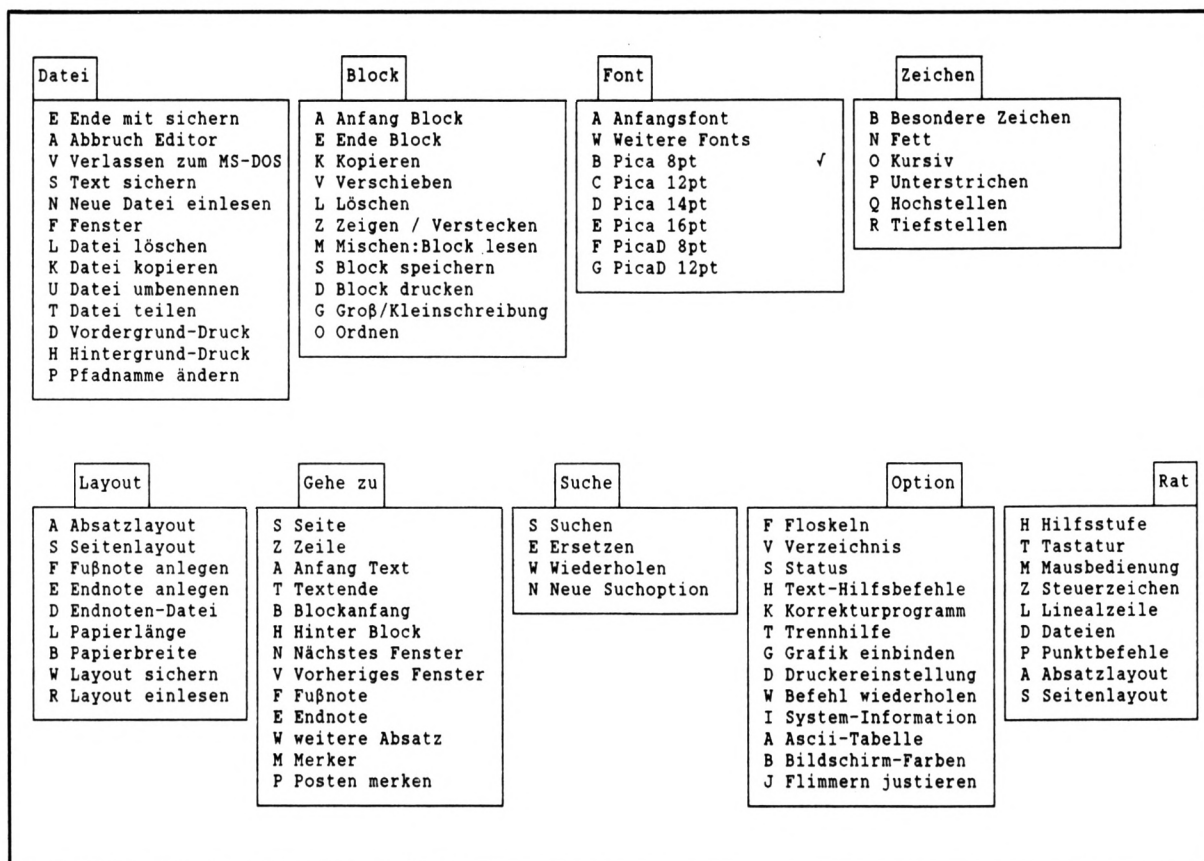 Datei
E Ende mit sichern
A Abbruch Editor
V Verlassen zum MS-DOS
S Text sichern
N Neue Datei einlesen
F Fenster
L Datei löschen
K Datei kopieren
U Datei umbenennen
T Datei teilen
D Vordergrund-Druck
H Hintergrund-Druck
P Pfadnamme ändern
Block
A Anfang Block
E Ende Block
K Kopieren
V Verschieben
L Löschen
Z Zeigen / Verstecken
M Mischen:Block lesen
S Block speichern
D Block drucken
G Groß/Kleinschreibung
O Ordnen
Font
A Anfangsfont
W Weitere Fonts
B Pica 8pt √
C Pica 12pt
D Pica 14pt
E Pica 16pt
F PicaD 8pt
G PicaD 12pt
Zeichen
B Besondere Zeichen
N Fett
O Kursiv
P Unterstrichen
Q Hochstellen
R Tiefstellen
Layout
A Absatzlayout
S Seitenlayout
F Fußnote anlegen
E Endnote anlegen
D Endnoten-Datei
L Papierlänge
B Papierbreite
W Layout sichern
R Layout einlesen
Gehe zu
S Seite
Z Zeile
A Anfang Text
T Textende
B Blockanfang
H Hinter Block
N Nächstes Fenster
V Vorheriges Fenster
F Fußnote
E Endnote
W weitere Absatz
M Merker
P Posten merken
Suche
S Suchen
E Ersetzen
W Wiederholen
N Neue Suchoption
Option
F Floskeln
V Verzeichnis
S Status
H Text-Hilfsbefehle
K Korrekturprogramm
T Trennhilfe
G Grafik einbinden
D Druckereinstellung
W Befehl wiederholen
I System-Information
A Ascii-Tabelle
B Bildschirm-Farben
J Flimmern justieren
Rat
H Hilfsstufe
T Tastatur
M Mausbedienung
Z Steuerzeichen
L Linealzeile
D Dateien
P Punktbefehle
A Absatzlayout
S Seitenlayout